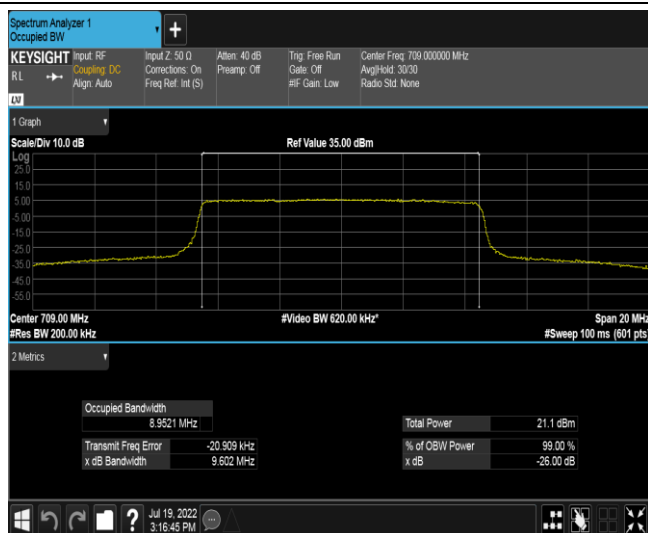 Spectrum Analyzer 1
Occupied BW
KEYSIGHT
RL
LXI
Input: RF
Coupling: DC
Align: Auto
Input Z: 50 Ω
Corrections: On
Freq Ref: Int (S)
Atten: 40 dB
Preamp: Off
Trig: Free Run
Gate: Off
#IF Gain: Low
Center Freq: 709.000000 MHz
Avg|Hold: 30/30
Radio Std: None
1 Graph
Scale/Div 10.0 dB
Ref Value 35.00 dBm
Log
25.0
15.0
5.00
-5.00
-15.0
-25.0
-35.0
-45.0
-55.0
Center 709.00 MHz
#Video BW 620.00 kHz*
Span 20 MHz
#Res BW 200.00 kHz
#Sweep 100 ms (601 pts)
2 Metrics
Occupied Bandwidth
8.9521 MHz
Total Power 21.1 dBm
Transmit Freq Error -20.909 kHz
% of OBW Power 99.00 %
x dB Bandwidth 9.602 MHz
x dB -26.00 dB
?
Jul 19, 2022
3:16:45 PM